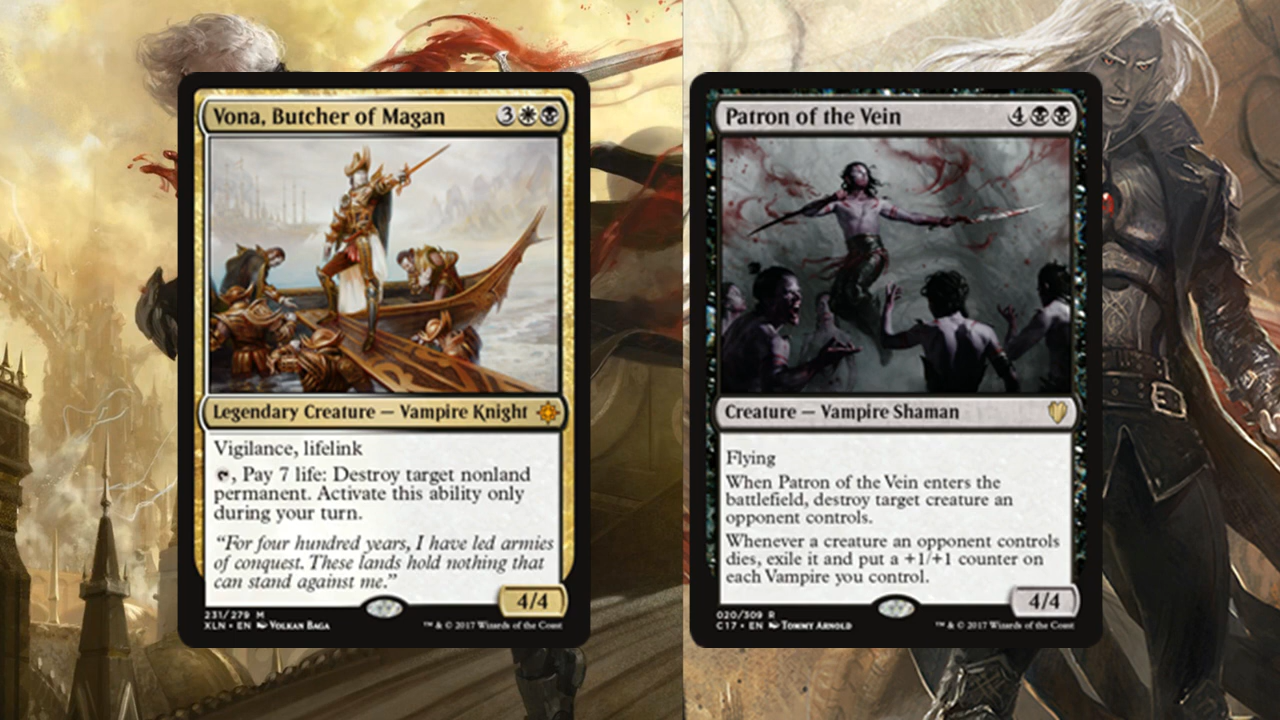 Vona, Butcher of Magan 3
Legendary Creature — Vampire Knight
Vigilance, lifelink
, Pay 7 life: Destroy target nonland
permanent. Activate this ability only
during your turn.
“For four hundred years, I have led armies
of conquest. These lands hold nothing that
can stand against me.”
4/4
231/279 M
XLN • EN Volkan Baga
™ & © 2017 Wizards of the Coast
Patron of the Vein 4
Creature — Vampire Shaman
Flying
When Patron of the Vein enters the
battlefield, destroy target creature an
opponent controls.
Whenever a creature an opponent controls
dies, exile it and put a +1/+1 counter on
each Vampire you control.
4/4
020/309 R
C17 • EN Tommy Arnold
™ & © 2017 Wizards of the Coast